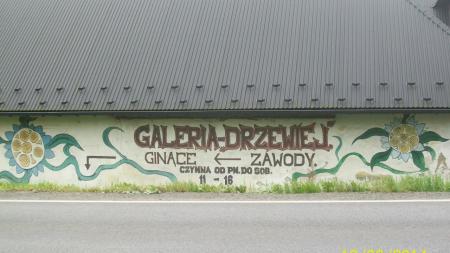 GALERIA-DRZEWIEJ
GINĄCE ← ZAWODY.
CZYNNA OD PN. DO SOB.
11 - 16